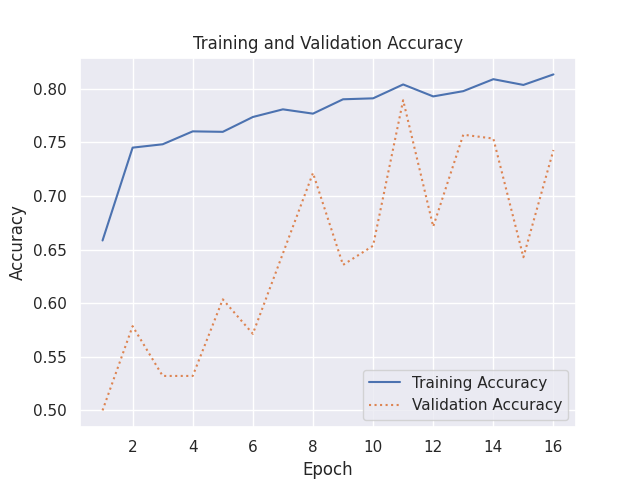 Training and Validation Accuracy
Accuracy
0.80
0.75
0.70
0.65
0.60
0.55
0.50
Training Accuracy
Validation Accuracy
2 4 6 8 10 12 14 16
Epoch